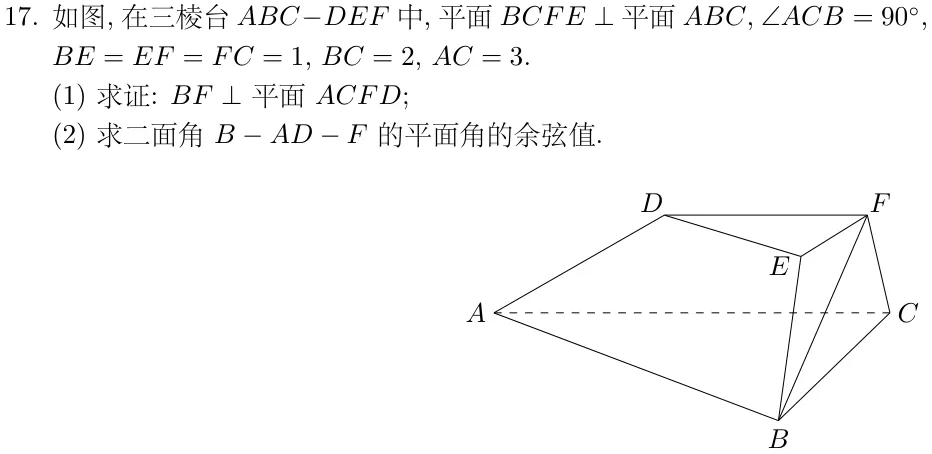 17. 如图, 在三棱台 ABC−DEF 中, 平面 BCFE ⊥ 平面 ABC, ∠ACB = 90°,
BE = EF = FC = 1, BC = 2, AC = 3.
(1) 求证: BF ⊥ 平面 ACFD;
(2) 求二面角 B − AD − F 的平面角的余弦值.
D
F
E
A
C
B